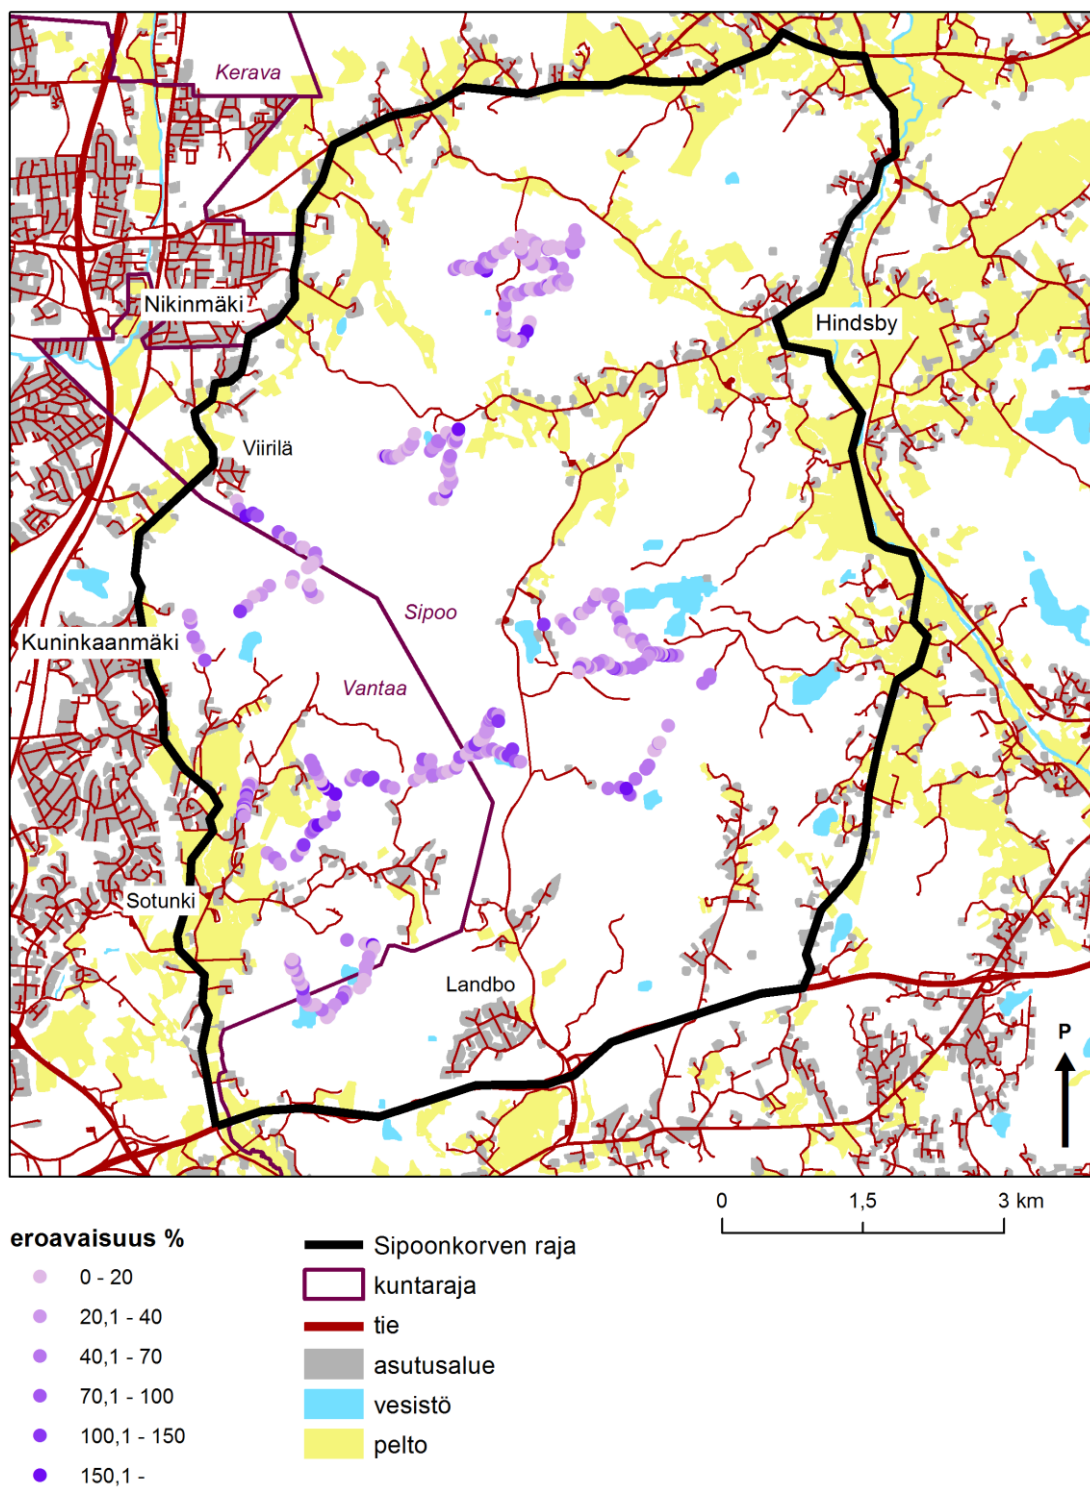 Kerava
Nikinmäki
Hindsby
Viirilä
Sipoo
Kuninkaanmäki
Vantaa
Sotunki
Landbo
P
0 1,5 3 km
eroavaisuus %
0 - 20
20,1 - 40
40,1 - 70
70,1 - 100
100,1 - 150
150,1 -
Sipoonkorven raja
kuntaraja
tie
asutusalue
vesistö
pelto